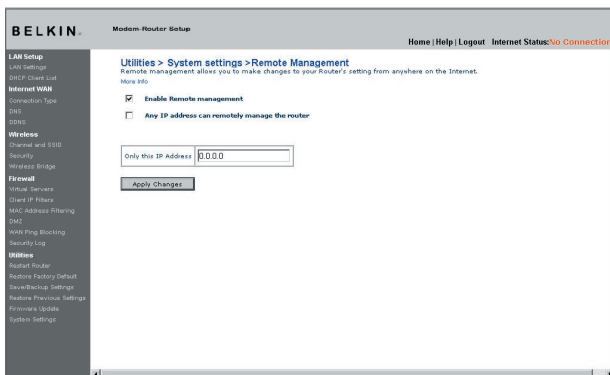 BELKIN.
Modem-Router Setup
Home | Help | Logout Internet Status:No Connection
LAN Setup
LAN Settings
DHCP Client List
Internet WAN
Connection Type
DNS
DDNS
Wireless
Channel and SSID
Security
Wireless Bridge
Firewall
Virtual Servers
Client IP Filters
MAC Address Filtering
DMZ
WAN Ping Blocking
Security Log
Utilities
Restart Router
Restore Factory Default
Save/Backup Settings
Restore Previous Settings
Firmware Update
System Settings
Utilities > System settings >Remote Management
Remote management allows you to make changes to your Router's setting from anywhere on the Internet.
More Info
Enable Remote management
Any IP address can remotely manage the router
Only this IP Address 0.0.0.0
Apply Changes